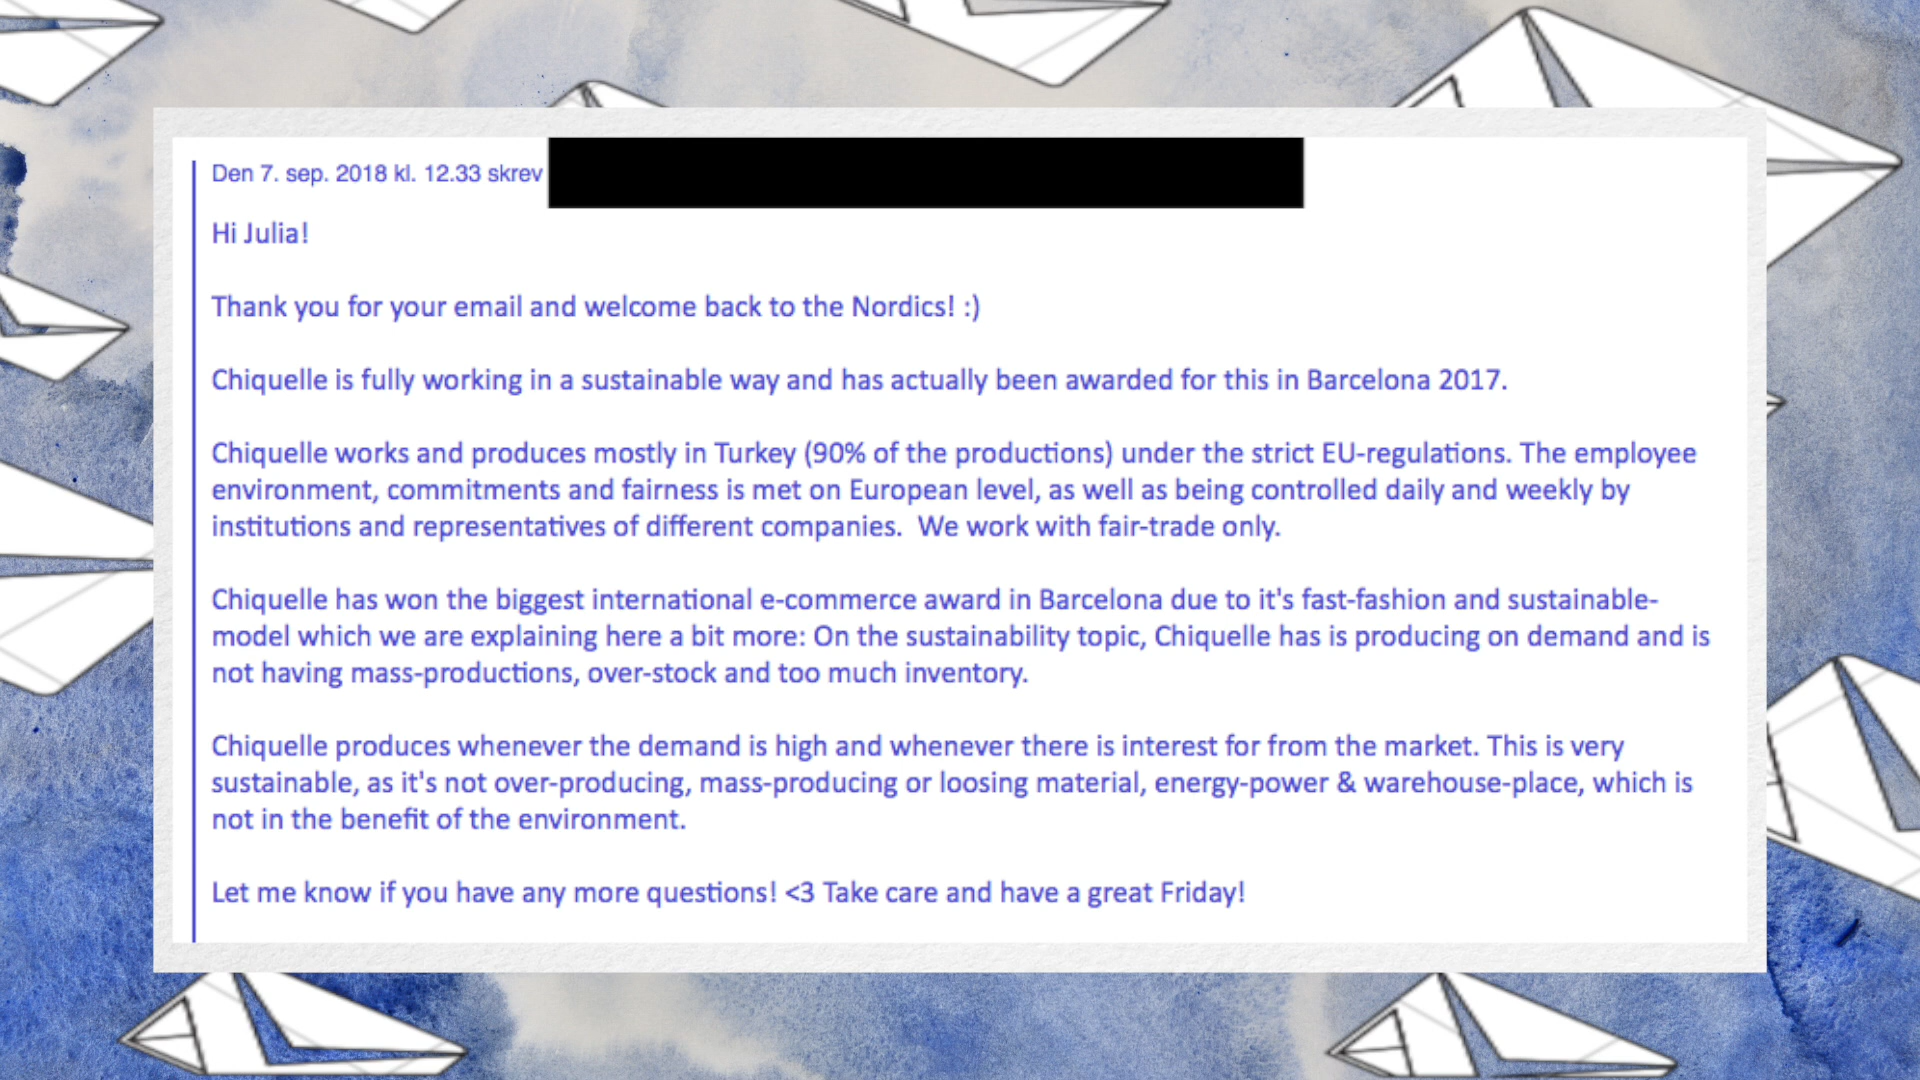 Den 7. sep. 2018 kl. 12.33 skrev
Hi Julia!
Thank you for your email and welcome back to the Nordics! :)
Chiquelle is fully working in a sustainable way and has actually been awarded for this in Barcelona 2017.
Chiquelle works and produces mostly in Turkey (90% of the productions) under the strict EU-regulations. The employee
environment, commitments and fairness is met on European level, as well as being controlled daily and weekly by
institutions and representatives of different companies.  We work with fair-trade only.
Chiquelle has won the biggest international e-commerce award in Barcelona due to it's fast-fashion and sustainable-
model which we are explaining here a bit more: On the sustainability topic, Chiquelle has is producing on demand and is
not having mass-productions, over-stock and too much inventory.
Chiquelle produces whenever the demand is high and whenever there is interest for from the market. This is very
sustainable, as it's not over-producing, mass-producing or loosing material, energy-power & warehouse-place, which is
not in the benefit of the environment.
Let me know if you have any more questions! <3 Take care and have a great Friday!